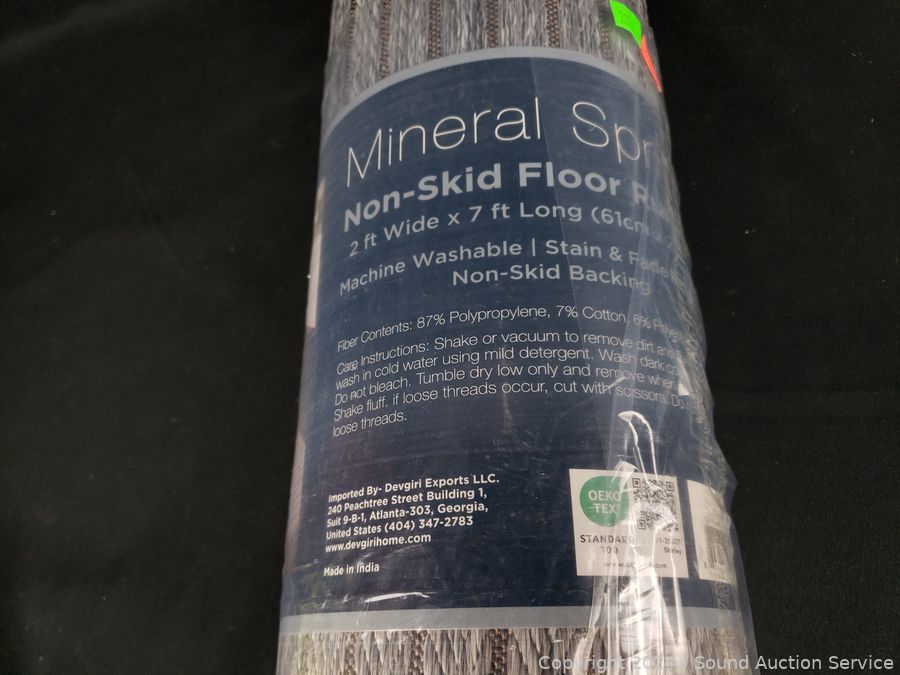 Mineral Spr
Non-Skid Floor R
2 ft Wide x 7 ft Long (61cm
Machine Washable | Stain & Fade
Non-Skid Backing
Fiber Contents: 87% Polypropylene, 7% Cotton, 6% Polye
Care Instructions: Shake or vacuum to remove dirt and
wash in cold water using mild detergent. Wash dark co
Do not bleach. Tumble dry low only and remove when
Shake fluff. if loose threads occur, cut with scissors. Do
loose threads.
Imported By- Devgiri Exports LLC.
240 Peachtree Street Building 1,
Suit 9-B-1, Atlanta-303, Georgia,
United States (404) 347-2783
www.devgirihome.com
Made in India
OEKO
TEX
STANDARD
100
Shirley
Copyright Sound Auction Service